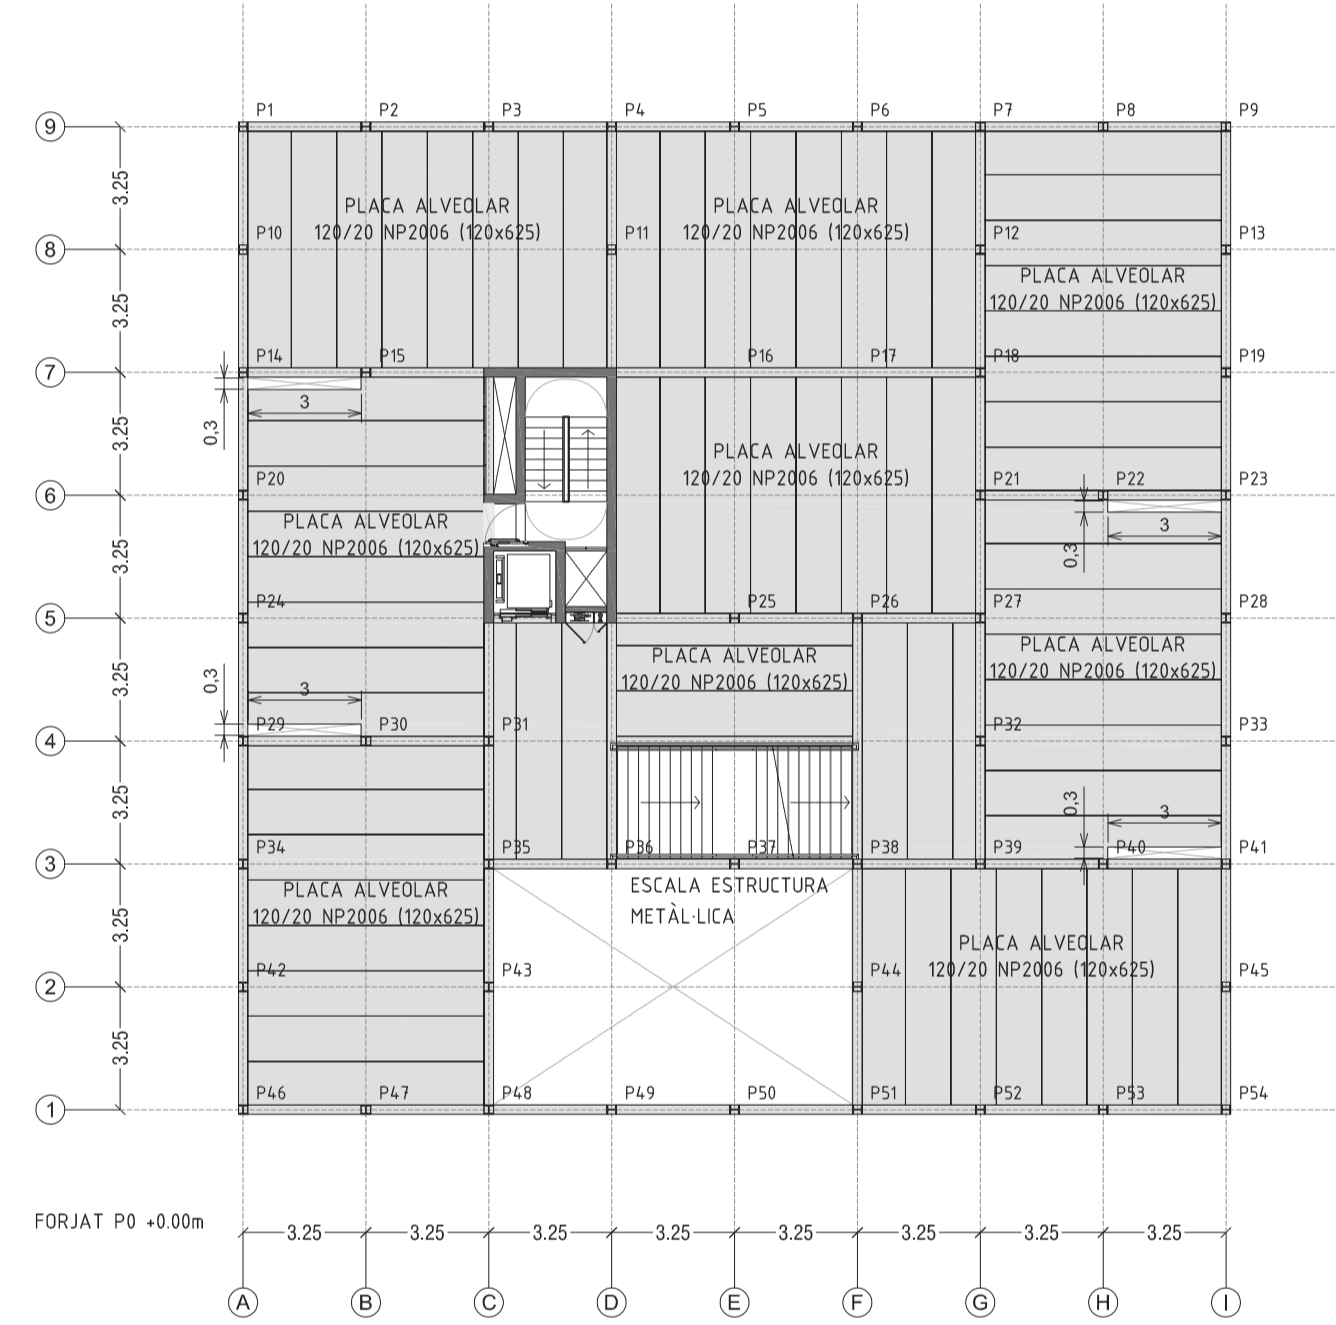 P1 P2 P3 P4 P5 P6 P7 P8 P9
9
3.25
PLACA ALVEOLAR PLACA ALVEOLAR
120/20 NP2006 (120x625) 120/20 NP2006 (120x625)
P10 P11 P12 P13
8
PLACA ALVEOLAR
120/20 NP2006 (120x625)
3.25
P14 P15 P16 P17 P18 P19
7
3
0,3
3.25
PLACA ALVEOLAR
120/20 NP2006 (120x625)
P20 P21 P22 P23
6
PLACA ALVEOLAR
120/20 NP2006 (120x625)
3
0,3
3.25
P24 P25 P26 P27 P28
5
PLACA ALVEOLAR PLACA ALVEOLAR
120/20 NP2006 (120x625) 120/20 NP2006 (120x625)
3.25
0,3
3
P29 P30 P31 P32 P33
4
3.25
0,3
3
P34 P35 P36 P37 P38 P39 P40 P41
3
PLACA ALVEOLAR
120/20 NP2006 (120x625)
ESCALA ESTRUCTURA
METÀL·LICA
PLACA ALVEOLAR
120/20 NP2006 (120x625)
3.25
P42 P43 P44 P45
2
3.25
P46 P47 P48 P49 P50 P51 P52 P53 P54
1
FORJAT P0 +0.00m
3.25 3.25 3.25 3.25 3.25 3.25 3.25 3.25
A B C D E F G H I